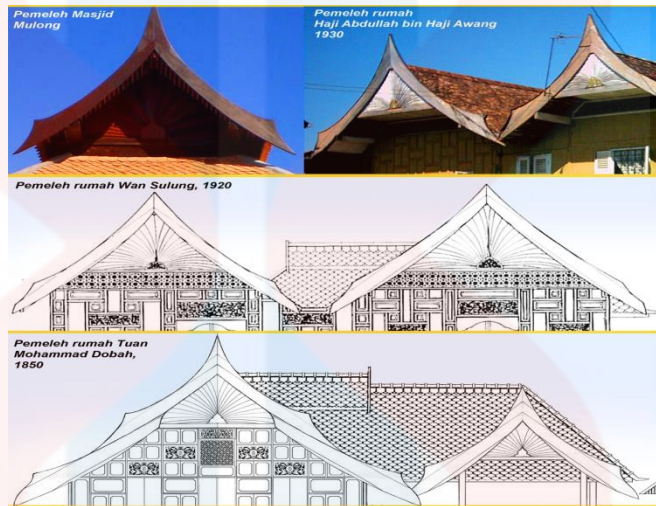 Pemeleh Masjid
Mulong
Pemeleh rumah
Haji Abdullah bin Haji Awang
1930
Pemeleh rumah Wan Sulung, 1920
Pemeleh rumah Tuan
Mohammad Dobah,
1850